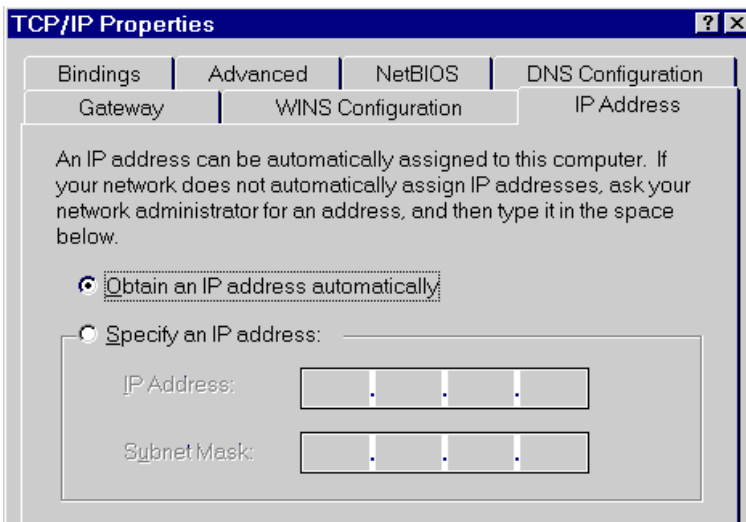 TCP/IP Properties
Bindings Advanced NetBIOS DNS Configuration
Gateway WINS Configuration IP Address
An IP address can be automatically assigned to this computer. If
your network does not automatically assign IP addresses, ask your
network administrator for an address, and then type it in the space
below.
Obtain an IP address automatically
Specify an IP address:
IP Address: . . .
Subnet Mask: . . .